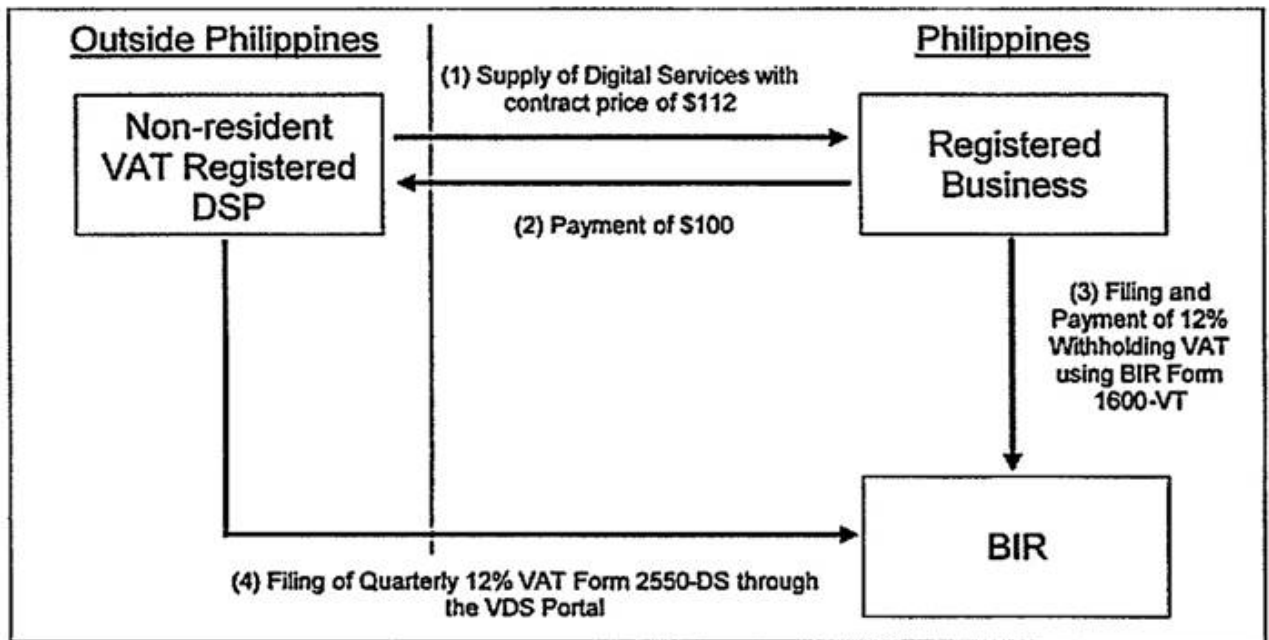 Outside Philippines
Philippines
(1) Supply of Digital Services with
contract price of $112
Non-resident
VAT Registered
DSP
Registered
Business
(2) Payment of $100
(3) Filing and
Payment of 12%
Withholding VAT
using BIR Form
1600-VT
BIR
(4) Filing of Quarterly 12% VAT Form 2550-DS through
the VDS Portal